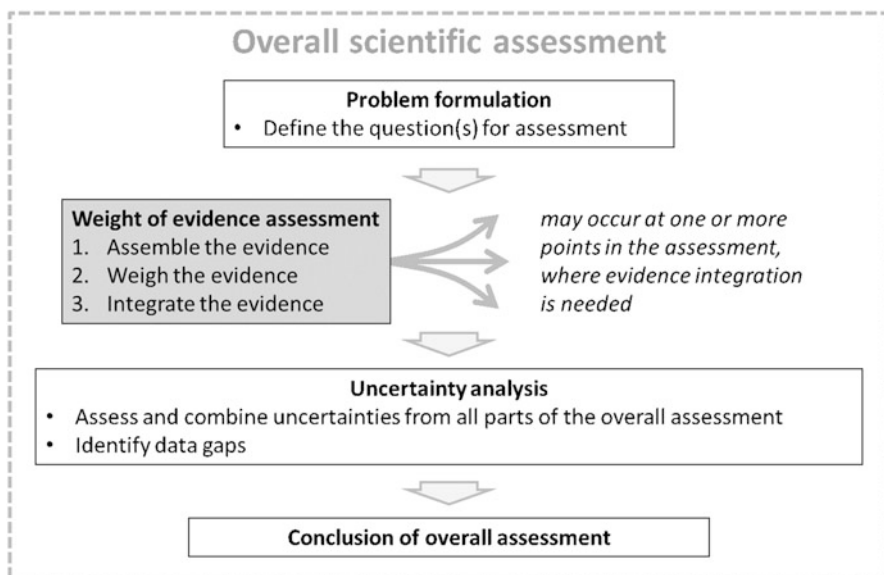 Overall scientific assessment
Problem formulation
• Define the question(s) for assessment
Weight of evidence assessment
1. Assemble the evidence
2. Weigh the evidence
3. Integrate the evidence
may occur at one or more
points in the assessment,
where evidence integration
is needed
Uncertainty analysis
• Assess and combine uncertainties from all parts of the overall assessment
• Identify data gaps
Conclusion of overall assessment